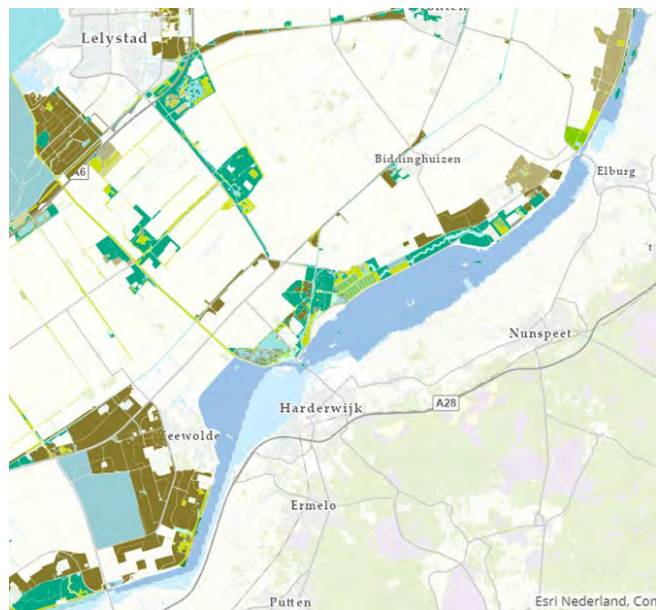 Lelystad
A6
Biddinghuizen
Elburg
Nunspeet
Harderwijk
A28
eewolde
Ermelo
Putten
Esri Nederland, Con